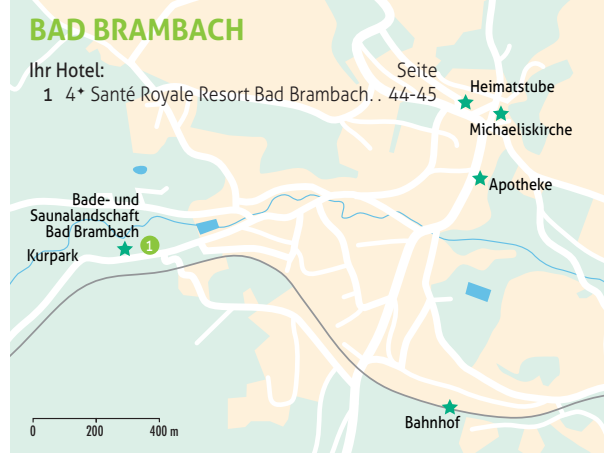 BAD BRAMBACH
Ihr Hotel: Seite
1 4✦ Santé Royale Resort Bad Brambach. . 44-45
Heimatstube
Michaeliskirche
Apotheke
Bade- und
Saunalandschaft
Bad Brambach
1
Kurpark
Bahnhof
0 200 400 m